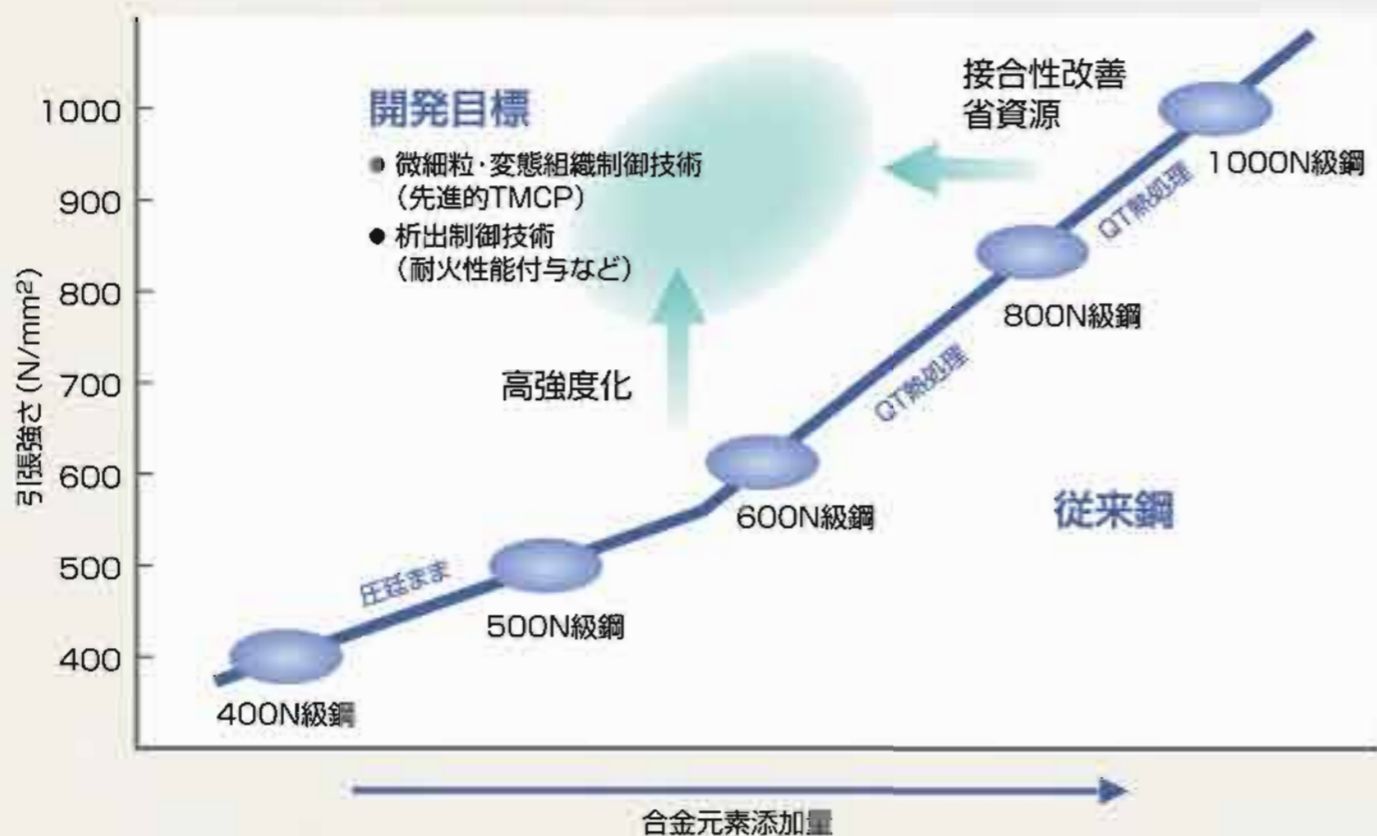 開発目標
● 微細粒・変態組織制御技術
（先進的TMCP）
● 析出制御技術
（耐火性能付与など）
接合性改善
省資源
高強度化
従来鋼
引張強さ（N/mm²）
1000
900
800
700
600
500
400
1000N級鋼
QT熱処理
800N級鋼
QT熱処理
600N級鋼
500N級鋼
圧延まま
400N級鋼
合金元素添加量